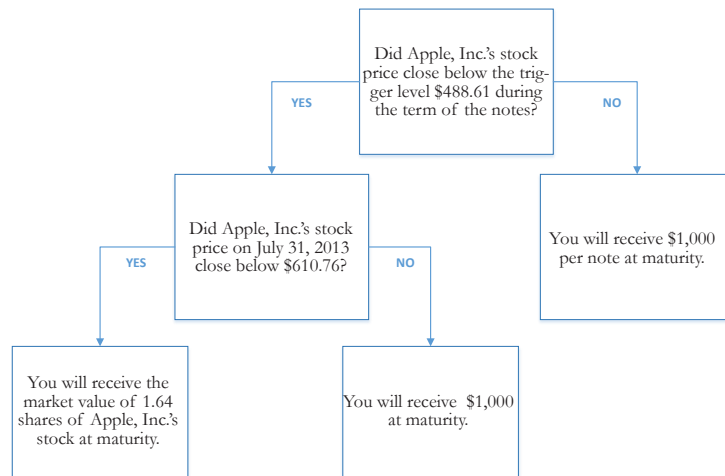 Did Apple, Inc.'s stock
price close below the trig-
ger level $488.61 during
the term of the notes?
YES
NO
Did Apple, Inc.'s stock
price on July 31, 2013
close below $610.76?
You will receive $1,000
per note at maturity.
YES
NO
You will receive the
market value of 1.64
shares of Apple, Inc.'s
stock at maturity.
You will receive $1,000
at maturity.